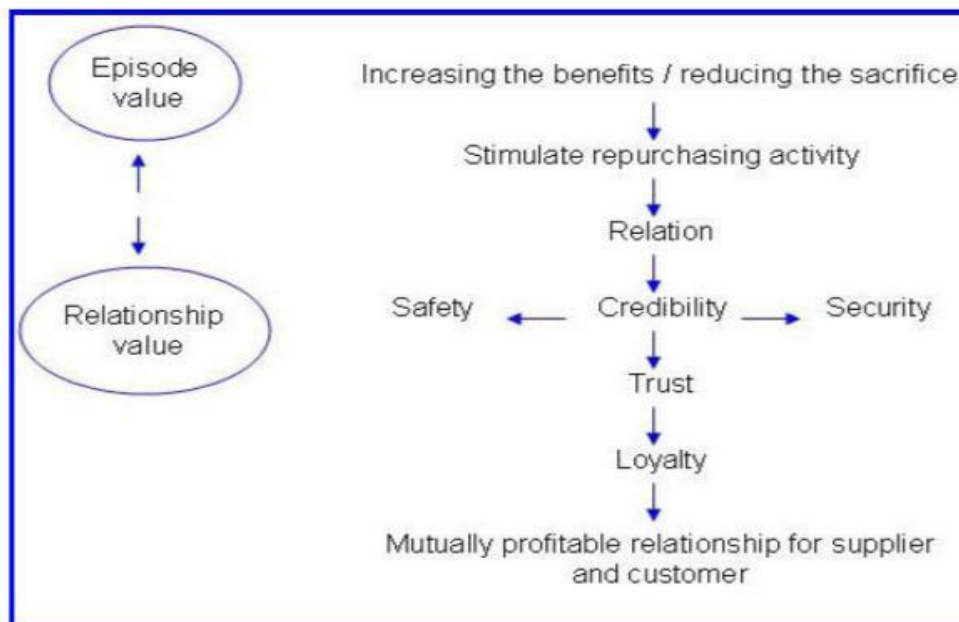 Episode
value
Increasing the benefits / reducing the sacrifice
Stimulate repurchasing activity
Relation
Safety
Credibility
Security
Relationship
value
Trust
Loyalty
Mutually profitable relationship for supplier
and customer